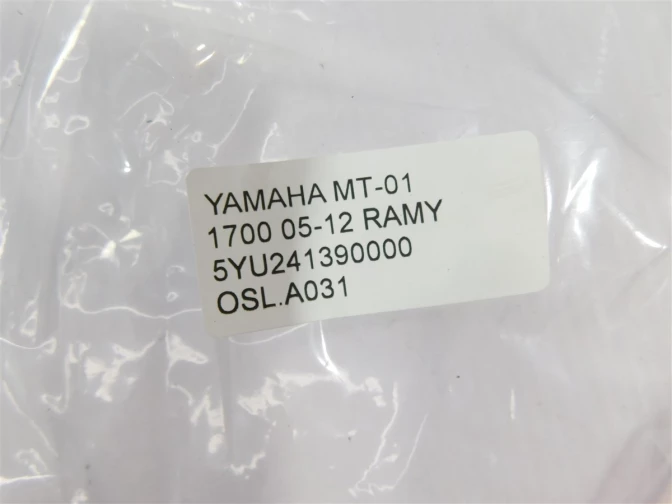 YAMAHA MT-01
1700 05-12 RAMY
5YU241390000
OSL.A031